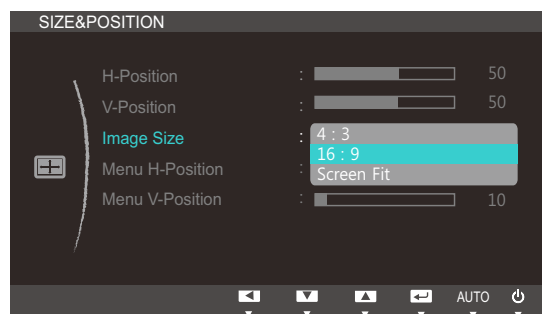 SIZE&POSITION
H-Position : 50
V-Position : 50
Image Size : 4 : 3
16 : 9
Menu H-Position :
Screen Fit
Menu V-Position : 10
AUTO